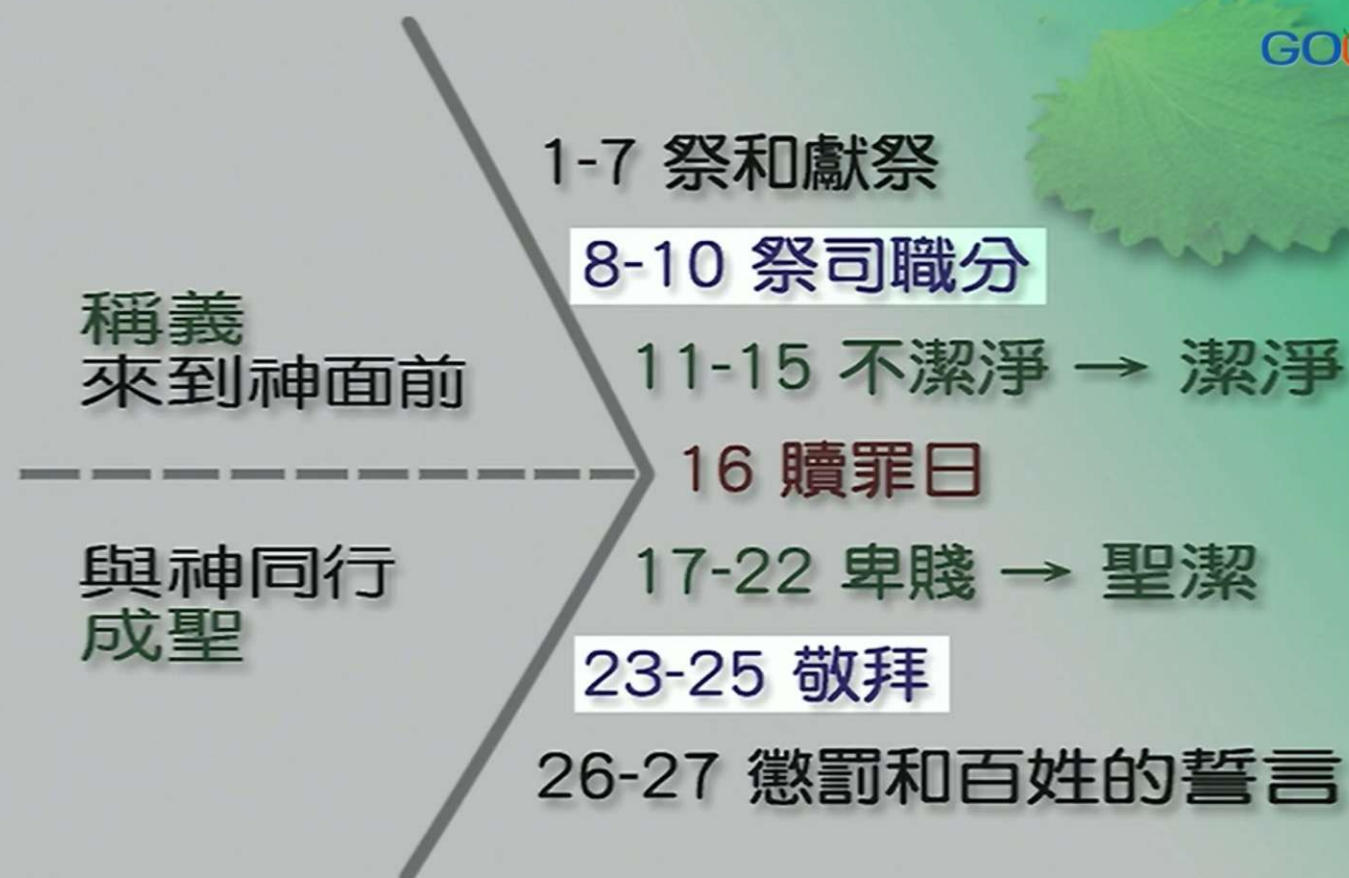 1-7 祭和獻祭
8-10 祭司職分
11-15 不潔淨 → 潔淨
16 贖罪日
17-22 卑賤 → 聖潔
23-25 敬拜
26-27 懲罰和百姓的誓言
稱義
來到神面前
與神同行
成聖